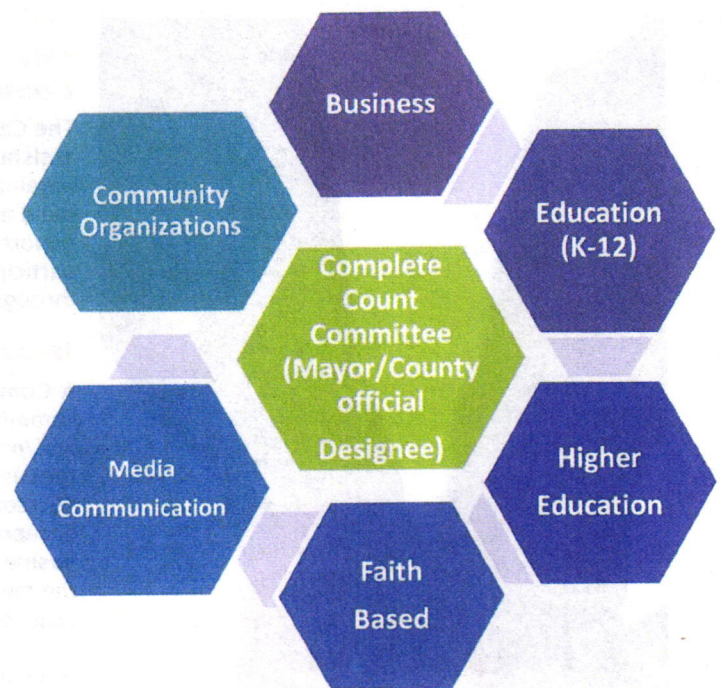 Business
Community
Organizations
Education
(K-12)
Complete
Count
Committee
(Mayor/County
official
Designee)
Media
Communication
Higher
Education
Faith
Based